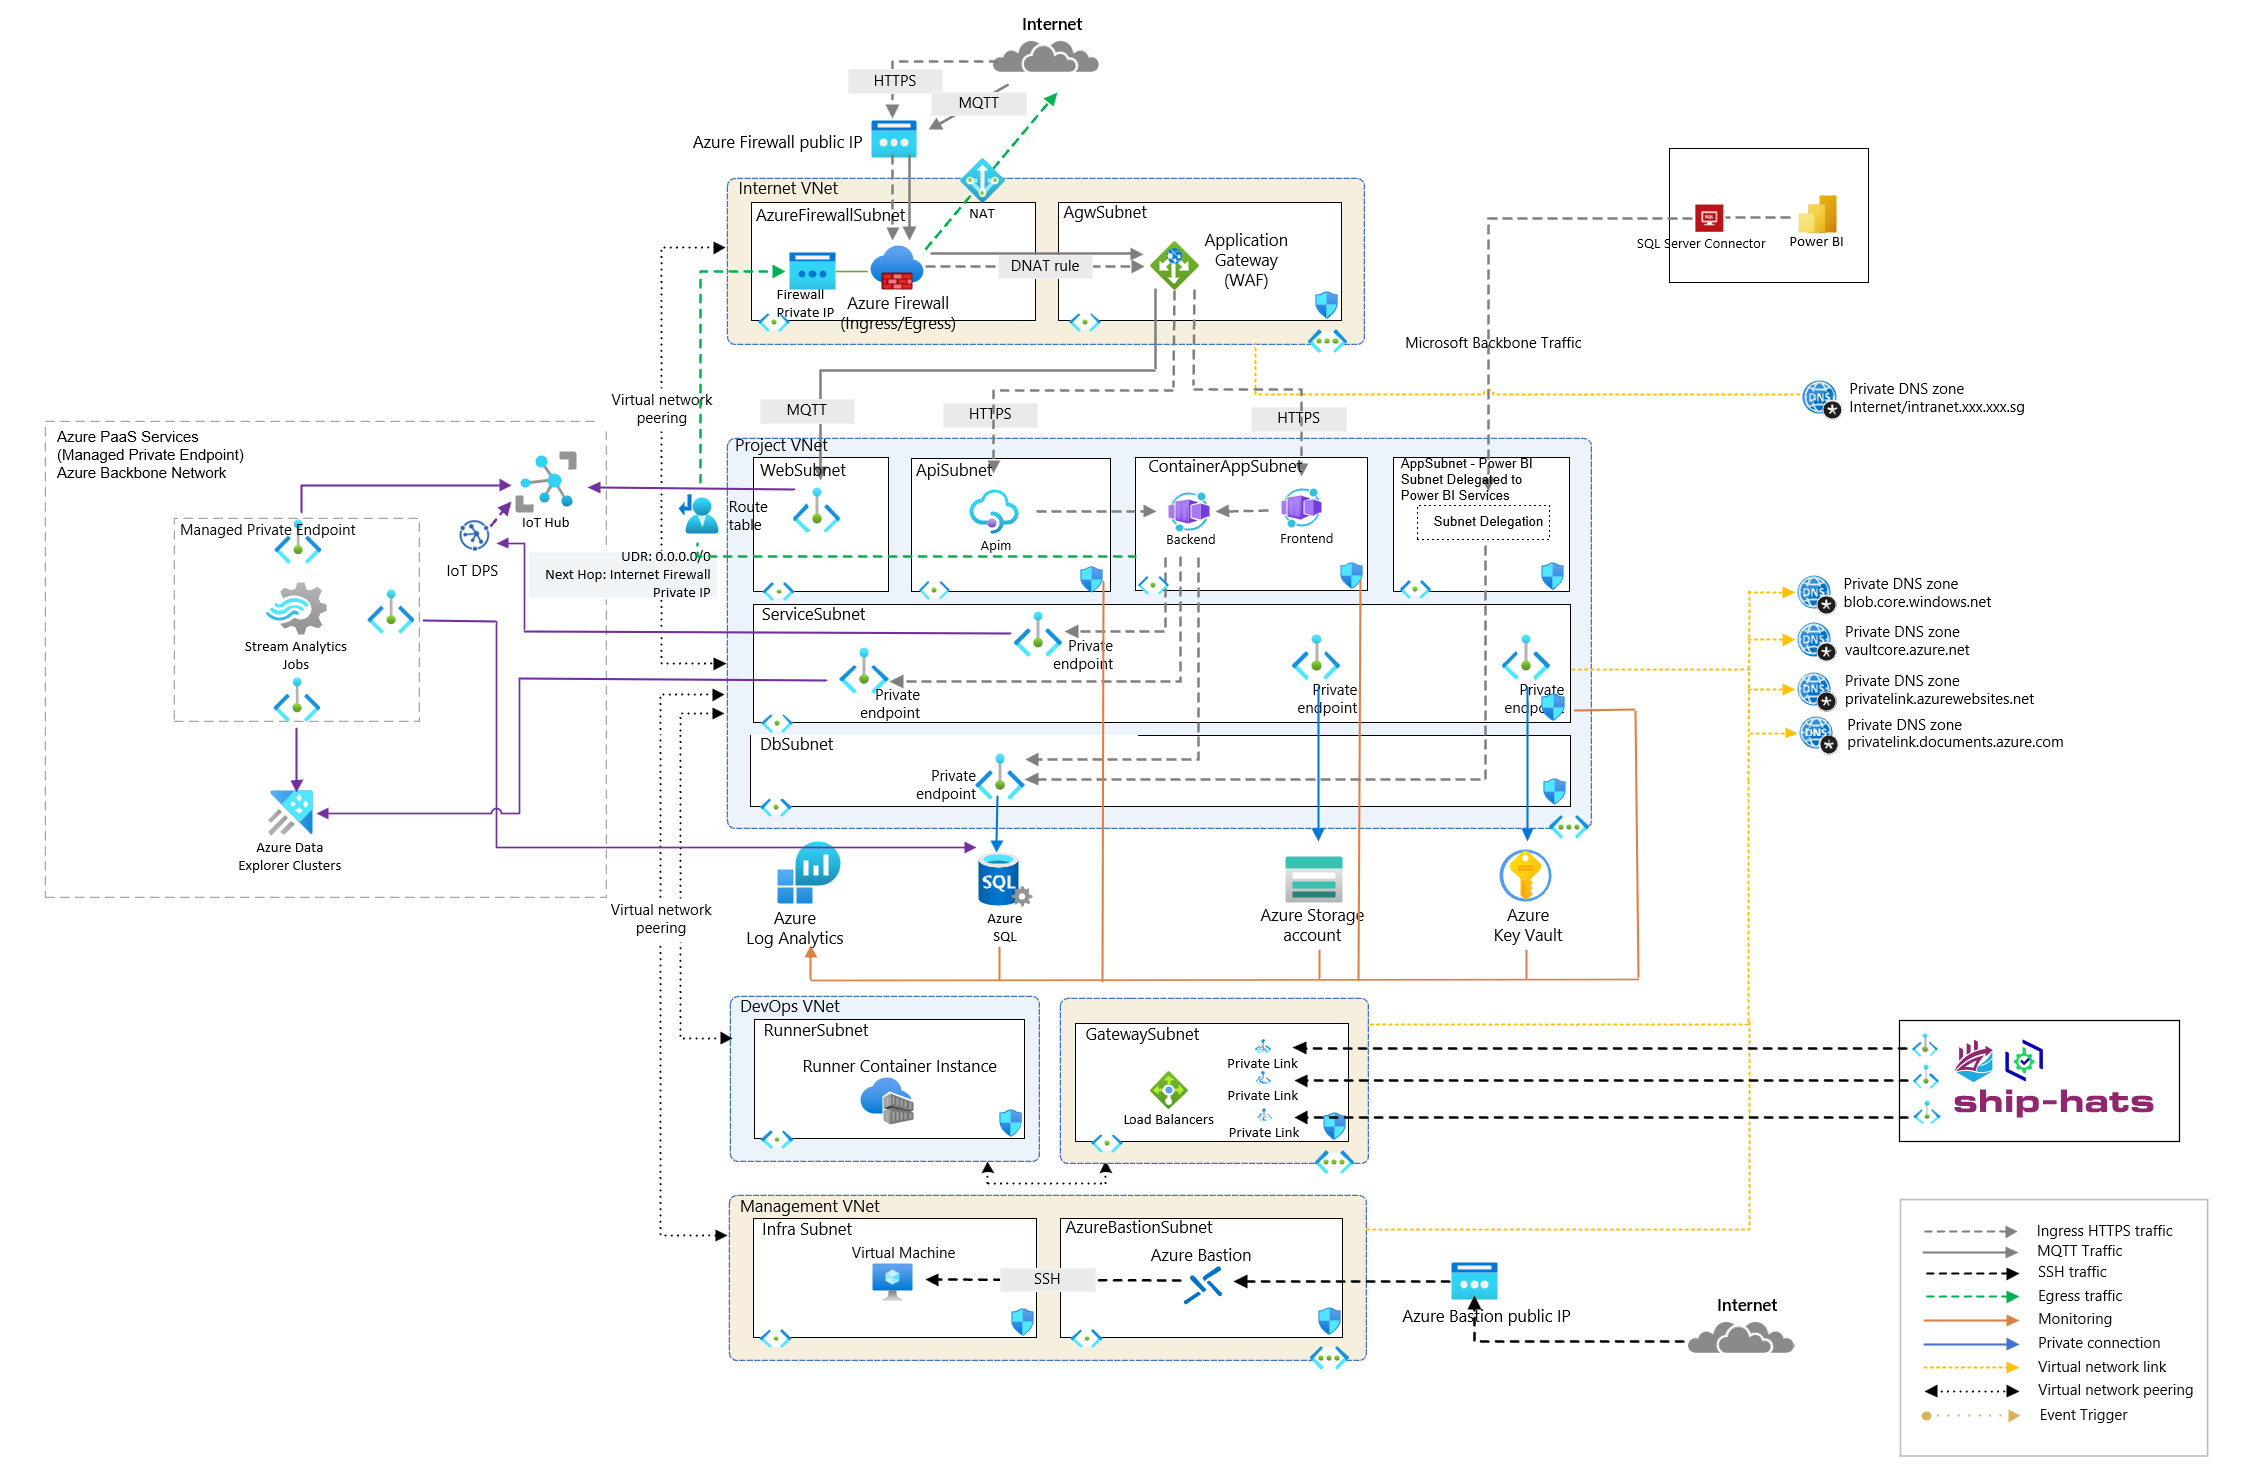 Internet
HTTPS
MQTT
Azure Firewall public IP
Internet VNet
AzureFirewallSubnet
NAT
AgwSubnet
Application
Gateway
(WAF)
DNAT rule
Firewall
Private IP
Azure Firewall
(Ingress/Egress)
SQL Server Connector
Power BI
Microsoft Backbone Traffic
DNS
Private DNS zone
Internet/intranet.xxx.xxx.sg
Virtual network
peering
MQTT
HTTPS
HTTPS
Azure PaaS Services
(Managed Private Endpoint)
Azure Backbone Network
IoT Hub
IoT DPS
Managed Private Endpoint
Stream Analytics
Jobs
Azure Data
Explorer Clusters
Route
table
UDR: 0.0.0.0/0
Next Hop: Internet Firewall
Private IP
Project VNet
WebSubnet
ApiSubnet
Apim
ContainerAppSubnet
Backend
Frontend
AppSubnet - Power BI
Subnet Delegated to
Power BI Services
Subnet Delegation
ServiceSubnet
Private
endpoint
Private
endpoint
Private
endpoint
Private
endpoint
DbSubnet
Private
endpoint
DNS
Private DNS zone
blob.core.windows.net
DNS
Private DNS zone
vaultcore.azure.net
DNS
Private DNS zone
privatelink.azurewebsites.net
DNS
Private DNS zone
privatelink.documents.azure.com
Virtual network
peering
Azure
Log Analytics
SQL
Azure
SQL
Azure Storage
account
Azure
Key Vault
DevOps VNet
RunnerSubnet
Runner Container Instance
GatewaySubnet
Load Balancers
Private Link
Private Link
Private Link
ship-hats
Management VNet
Infra Subnet
Virtual Machine
SSH
AzureBastionSubnet
Azure Bastion
Azure Bastion public IP
Internet
Ingress HTTPS traffic
MQTT Traffic
SSH traffic
Egress traffic
Monitoring
Private connection
Virtual network link
Virtual network peering
Event Trigger